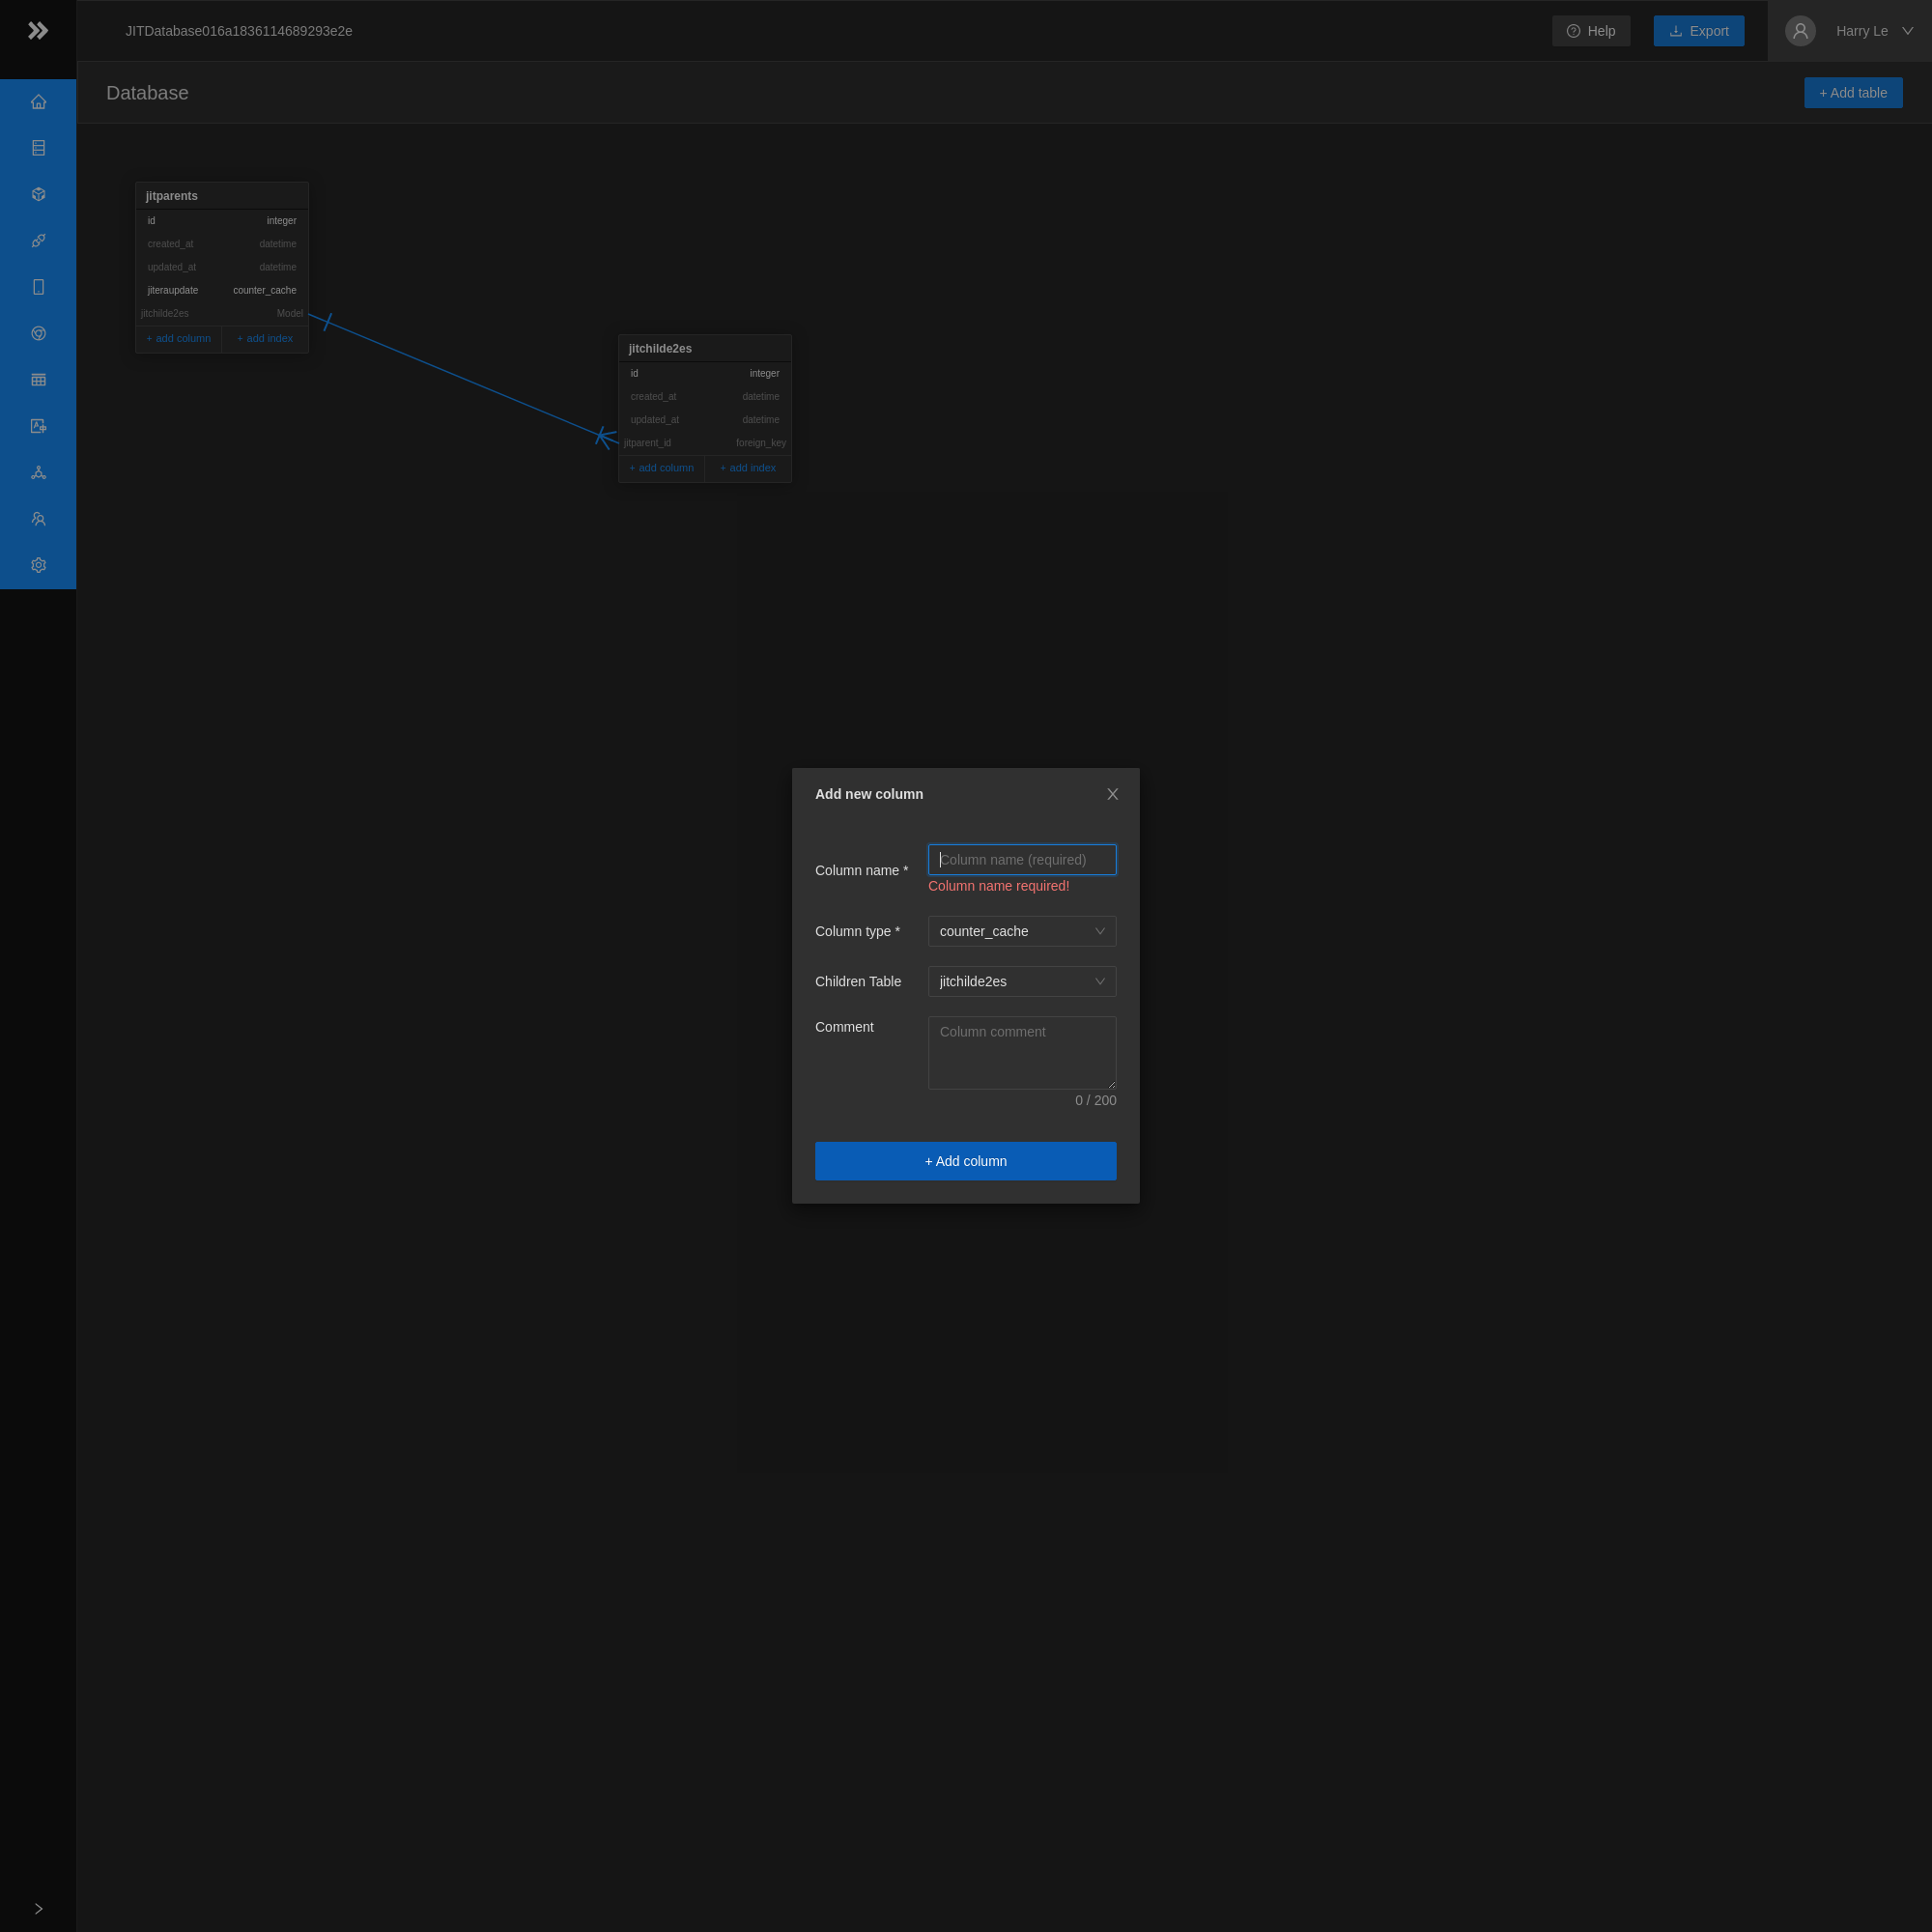 JITDatabase016a1836114689293e2e
Help
Export
Harry Le
Database
+ Add table
jitparents
id integer
created_at datetime
updated_at datetime
jiteraupdate counter_cache
jitchilde2es Model
+ add column + add index
jitchilde2es
id integer
created_at datetime
updated_at datetime
jitparent_id foreign_key
+ add column + add index
Add new column
Column name * Column name (required)
Column name required!
Column type * counter_cache
Children Table jitchilde2es
Comment Column comment
0 / 200
+ Add column